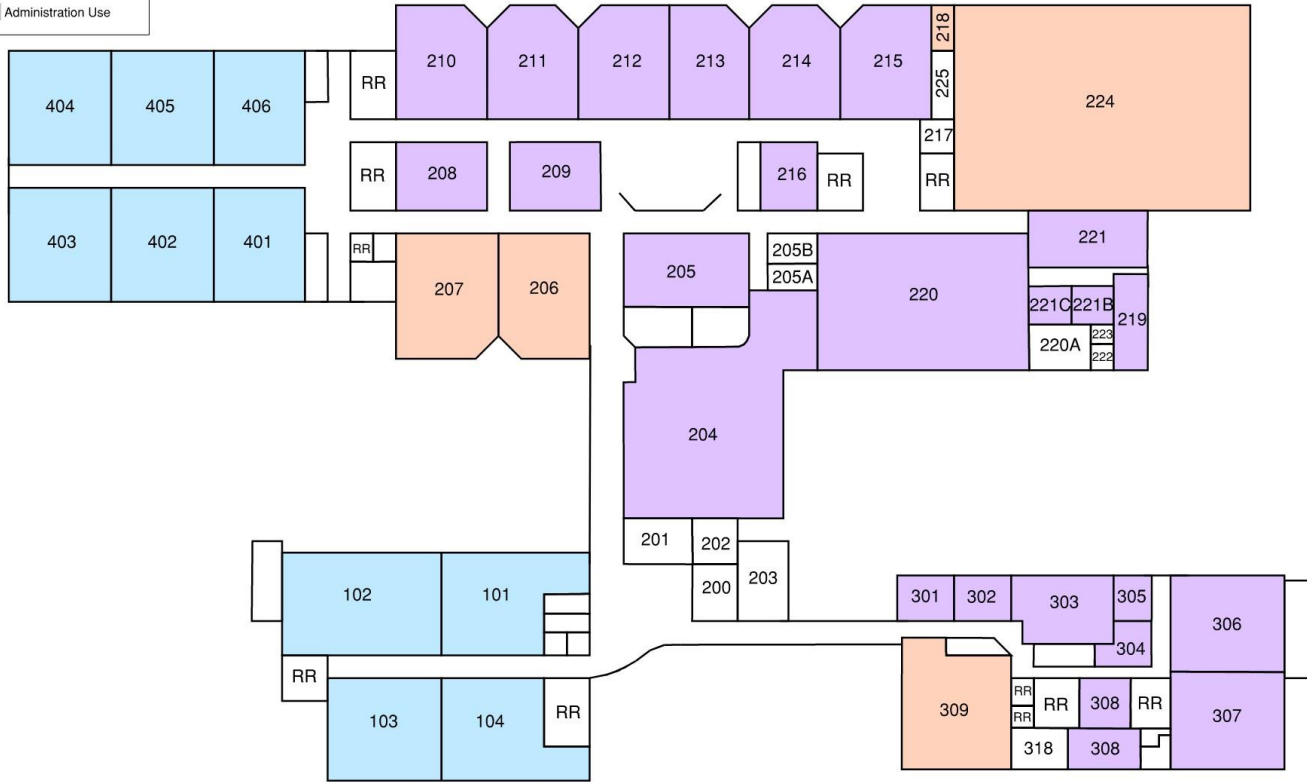 Administration Use
210 211 212 213 214 215 218
404 405 406 RR 225 224
217
RR 208 209 216 RR RR
403 402 401 RR 205B 221
205 205A
207 206 220 221C 221B 219
223
220A
222
204
201 202
200 203
102 101 301 302 303 305
306
304
RR
RR RR 308 RR
103 104 RR 309 RR 307
318 308